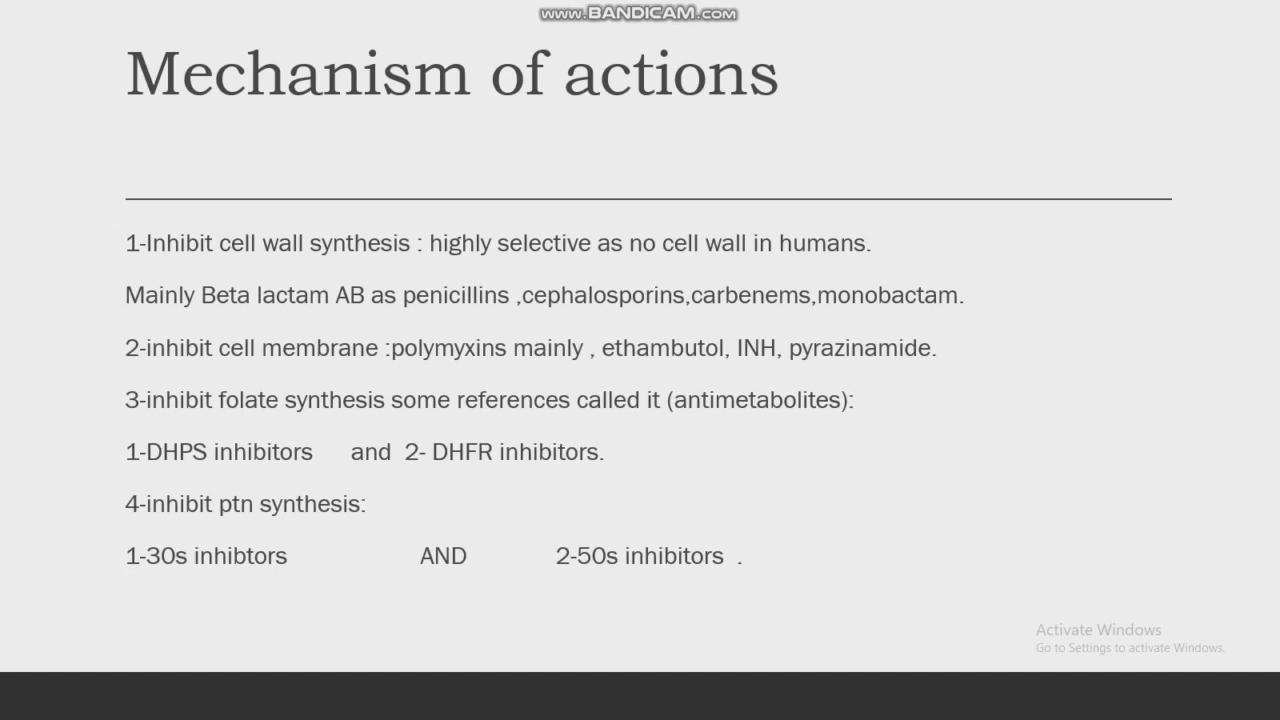 www.BANDICAM.com
Mechanism of actions
1-Inhibit cell wall synthesis : highly selective as no cell wall in humans.
Mainly Beta lactam AB as penicillins ,cephalosporins,carbenems,monobactam.
2-inhibit cell membrane :polymyxins mainly , ethambutol, INH, pyrazinamide.
3-inhibit folate synthesis some references called it (antimetabolites):
1-DHPS inhibitors and 2- DHFR inhibitors.
4-inhibit ptn synthesis:
1-30s inhibtors AND 2-50s inhibitors .
Activate Windows
Go to Settings to activate Windows.